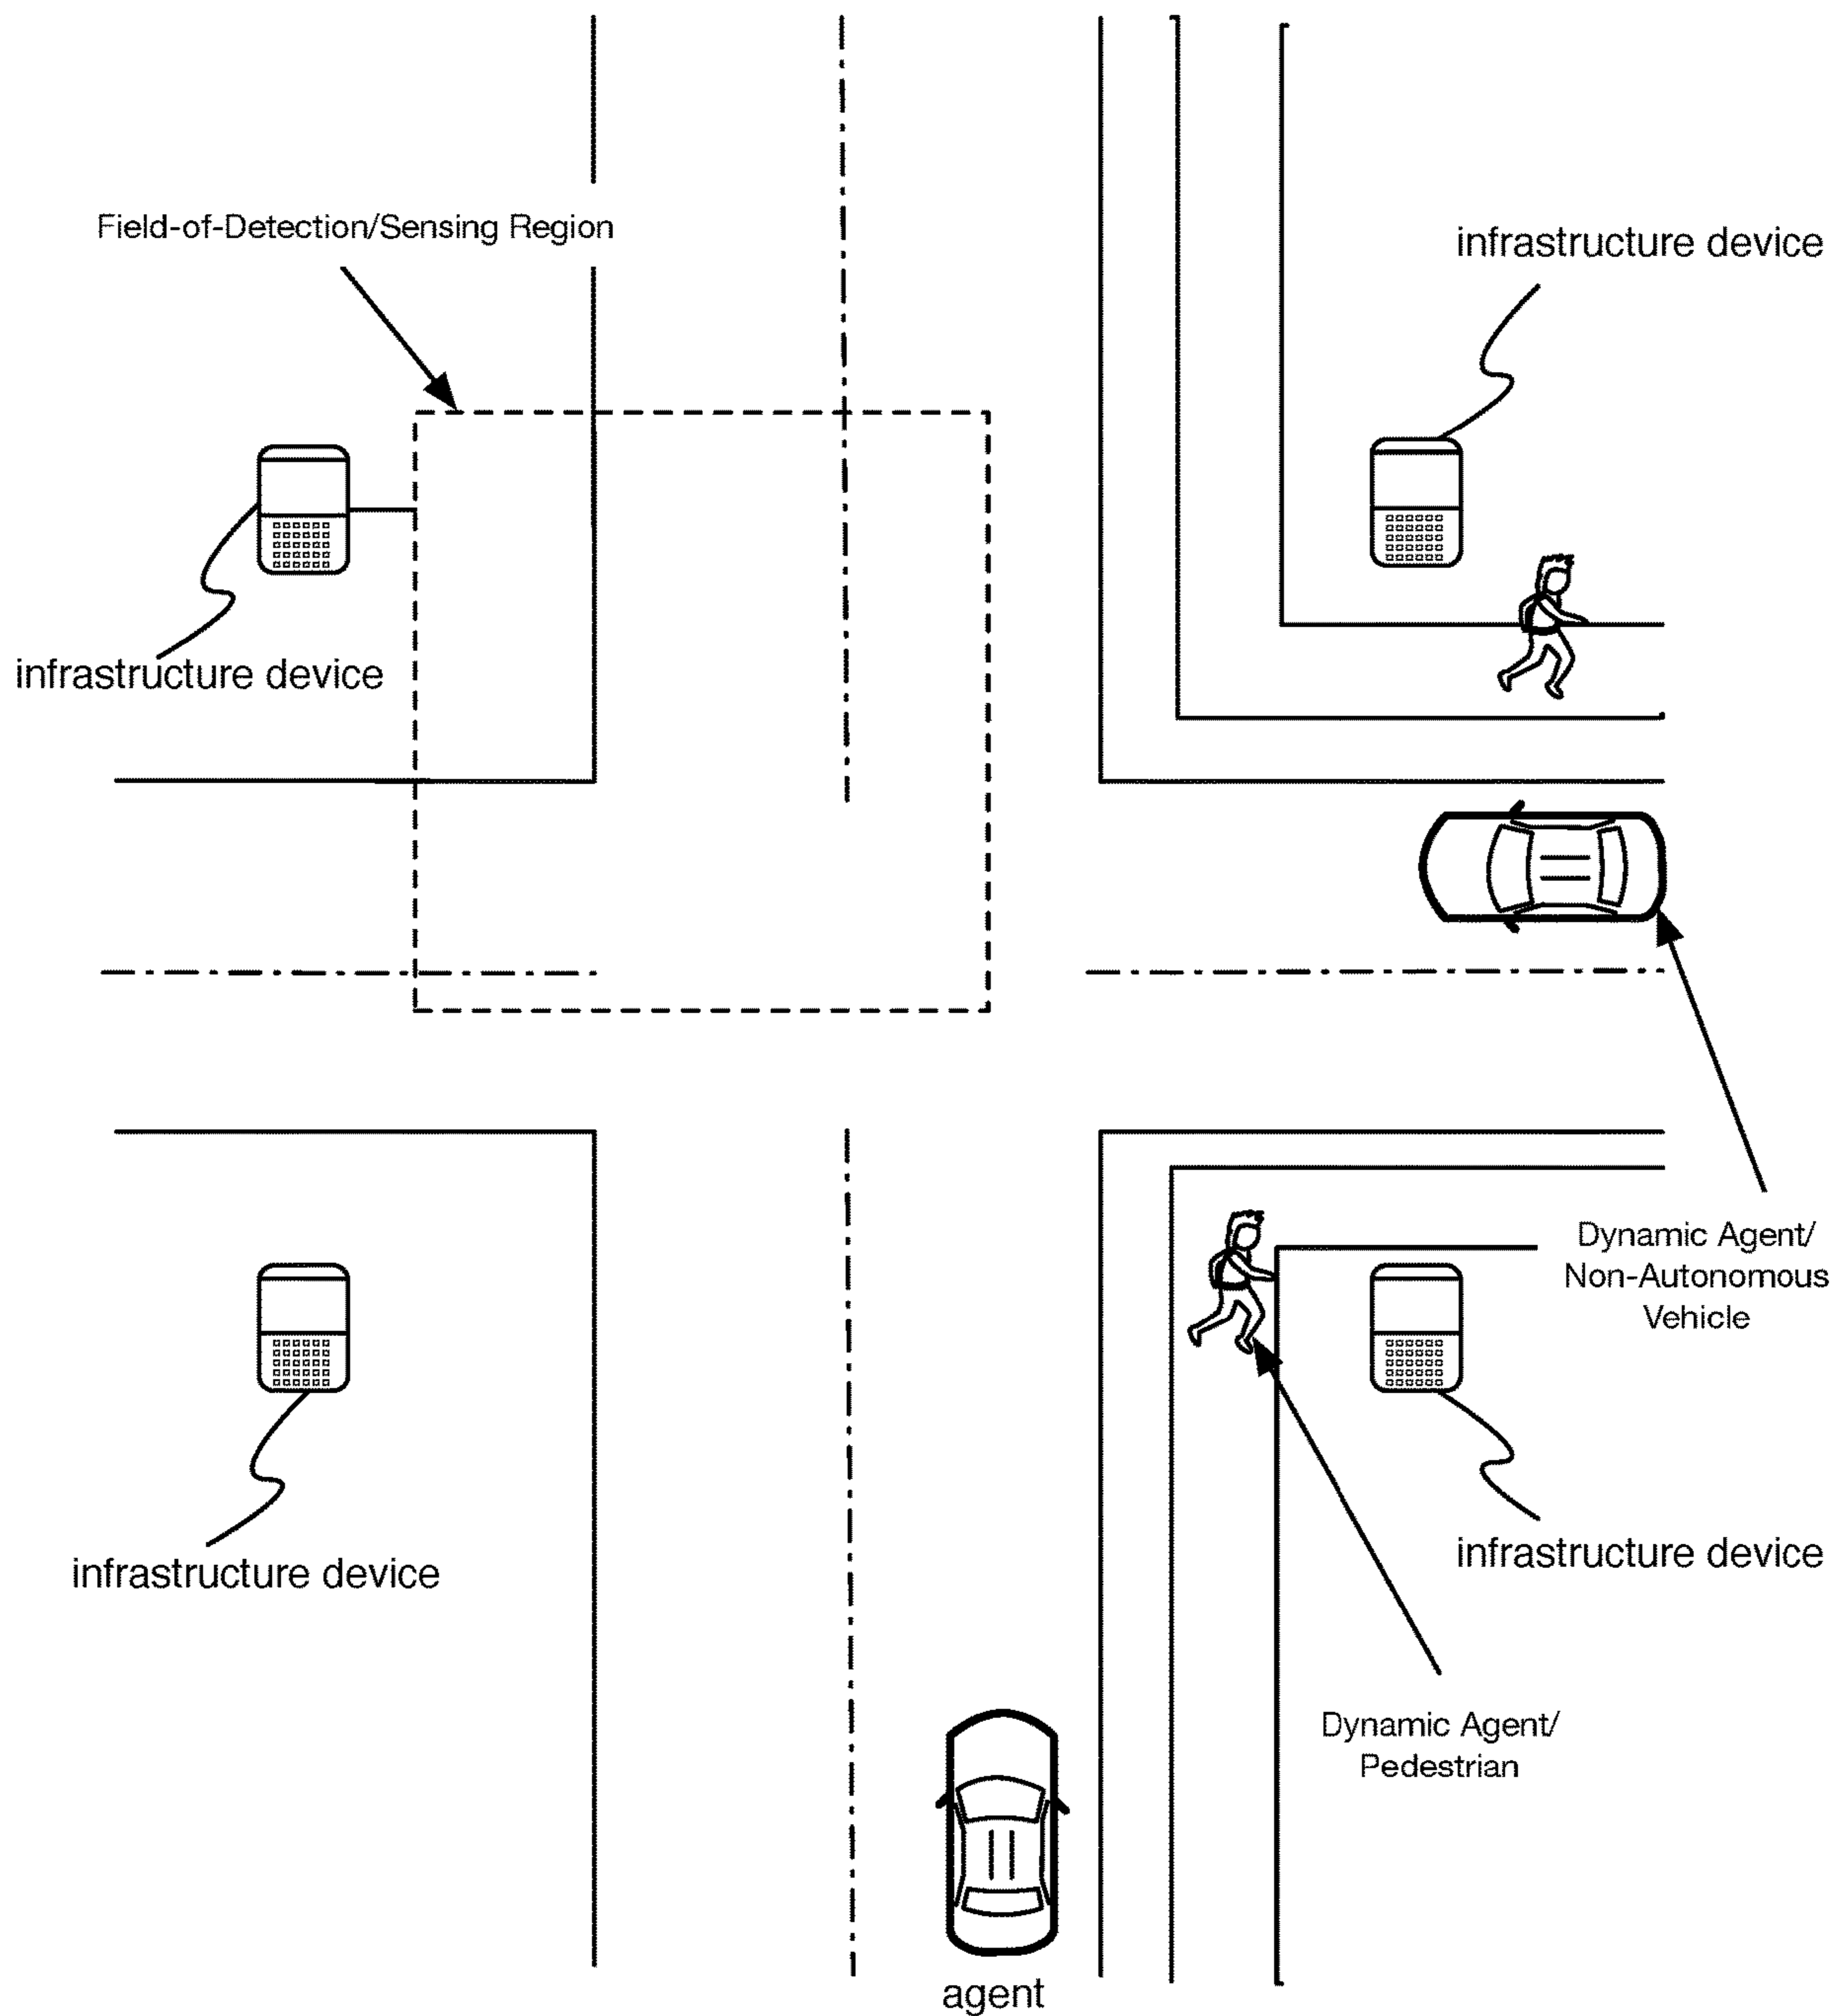 Field-of-Detection/Sensing Region
infrastructure device
infrastructure device
Dynamic Agent/
Non-Autonomous
Vehicle
infrastructure device
infrastructure device
Dynamic Agent/
Pedestrian
agent